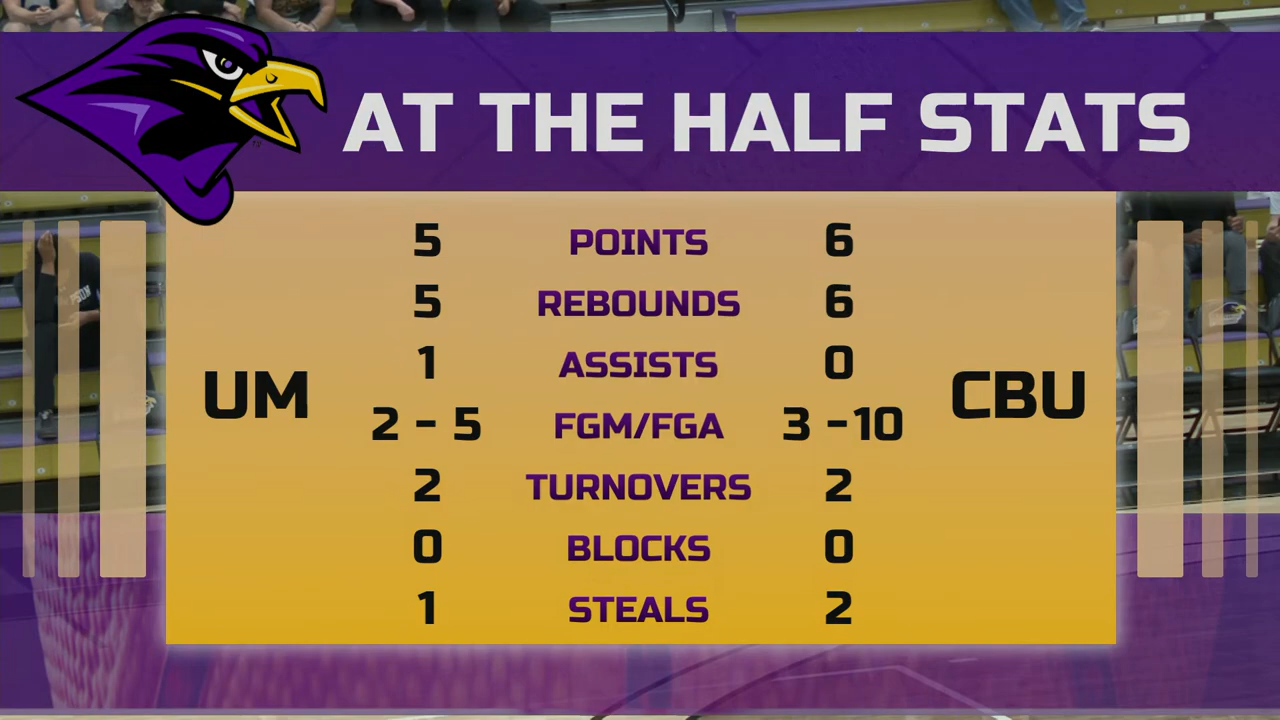 AT THE HALF STATS
5 POINTS 6
5 REBOUNDS 6
1 ASSISTS 0
UM CBU
2 - 5 FGM/FGA 3 -10
2 TURNOVERS 2
0 BLOCKS 0
1 STEALS 2